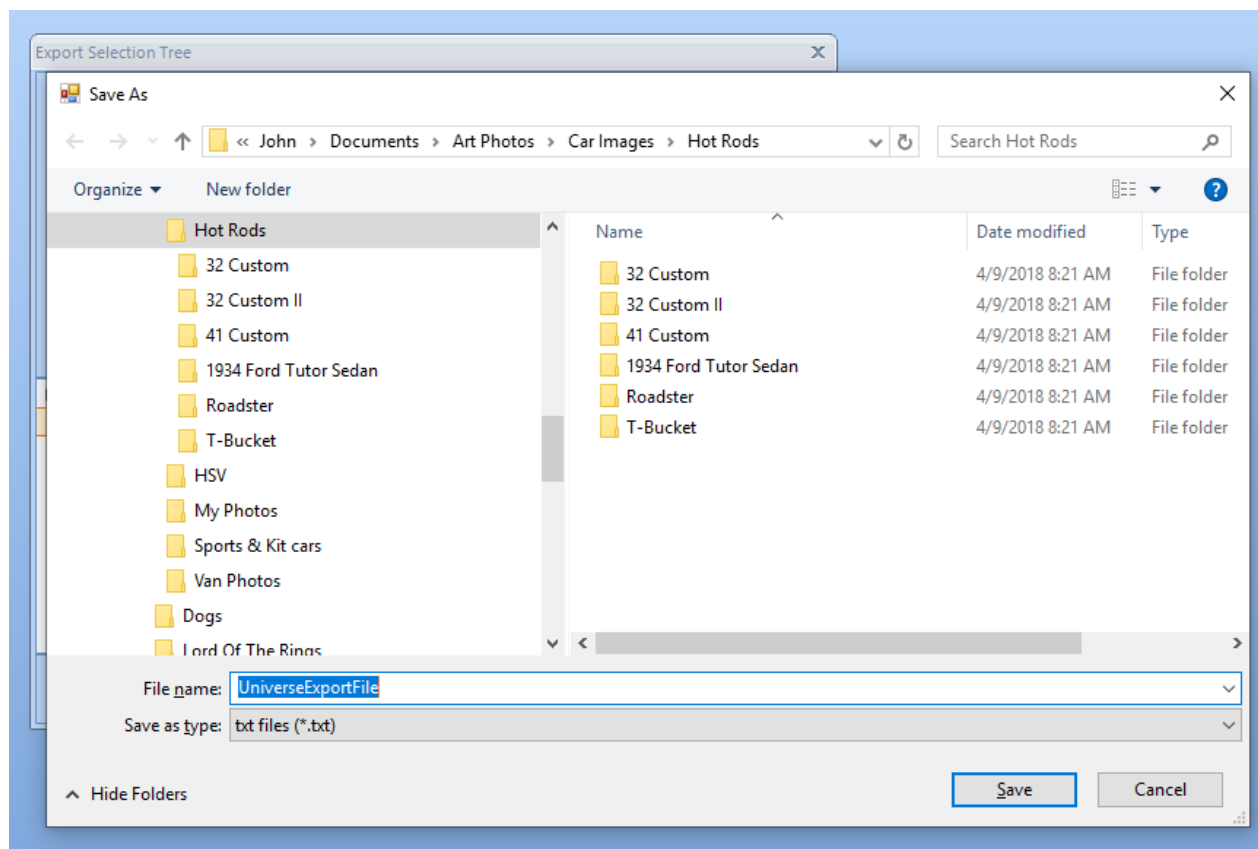 Export Selection Tree
Save As
« John > Documents > Art Photos > Car Images > Hot Rods
Search Hot Rods
Organize
New folder
Hot Rods
32 Custom
32 Custom II
41 Custom
1934 Ford Tutor Sedan
Roadster
T-Bucket
HSV
My Photos
Sports & Kit cars
Van Photos
Dogs
Lord Of The Rings
Name Date modified Type
32 Custom 4/9/2018 8:21 AM File folder
32 Custom II 4/9/2018 8:21 AM File folder
41 Custom 4/9/2018 8:21 AM File folder
1934 Ford Tutor Sedan 4/9/2018 8:21 AM File folder
Roadster 4/9/2018 8:21 AM File folder
T-Bucket 4/9/2018 8:21 AM File folder
File name: UniverseExportFile
Save as type: txt files (*.txt)
Hide Folders
Save
Cancel